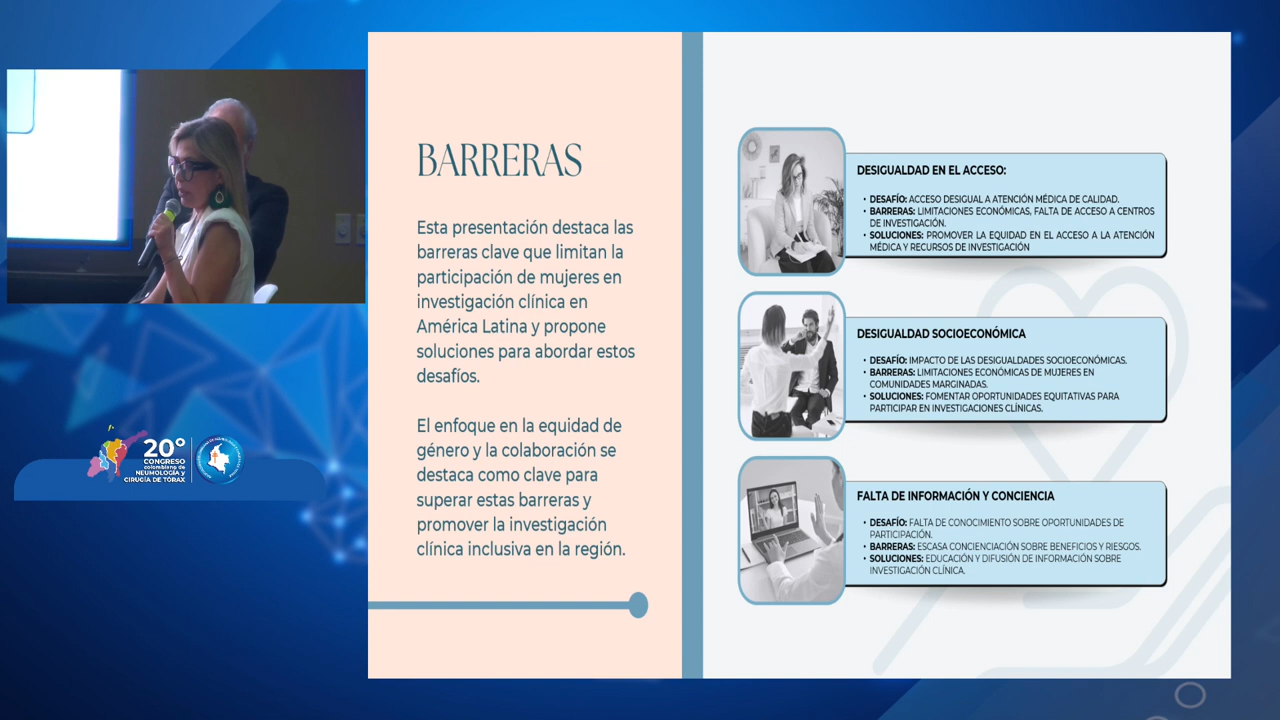 BARRERAS
Esta presentación destaca las
barreras clave que limitan la
participación de mujeres en
investigación clínica en
América Latina y propone
soluciones para abordar estos
desafíos.
El enfoque en la equidad de
género y la colaboración se
destaca como clave para
superar estas barreras y
promover la investigación
clínica inclusiva en la región.
DESIGUALDAD EN EL ACCESO:
• DESAFÍO: ACCESO DESIGUAL A ATENCIÓN MÉDICA DE CALIDAD.
• BARRERAS: LIMITACIONES ECONÓMICAS, FALTA DE ACCESO A CENTROS
DE INVESTIGACIÓN.
• SOLUCIONES: PROMOVER LA EQUIDAD EN EL ACCESO A LA ATENCIÓN
MÉDICA Y RECURSOS DE INVESTIGACIÓN
DESIGUALDAD SOCIOECONÓMICA
• DESAFÍO: IMPACTO DE LAS DESIGUALDADES SOCIOECONÓMICAS.
• BARRERAS: LIMITACIONES ECONÓMICAS DE MUJERES EN
COMUNIDADES MARGINADAS.
• SOLUCIONES: FOMENTAR OPORTUNIDADES EQUITATIVAS PARA
PARTICIPAR EN INVESTIGACIONES CLÍNICAS.
FALTA DE INFORMACIÓN Y CONCIENCIA
• DESAFÍO: FALTA DE CONOCIMIENTO SOBRE OPORTUNIDADES DE
PARTICIPACIÓN.
• BARRERAS: ESCASA CONCIENCIACIÓN SOBRE BENEFICIOS Y RIESGOS.
• SOLUCIONES: EDUCACIÓN Y DIFUSIÓN DE INFORMACIÓN SOBRE
INVESTIGACIÓN CLÍNICA.
20°
CONGRESO
colombiano de
NEUMOLOGÍA y
CIRUGÍA DE TÓRAX